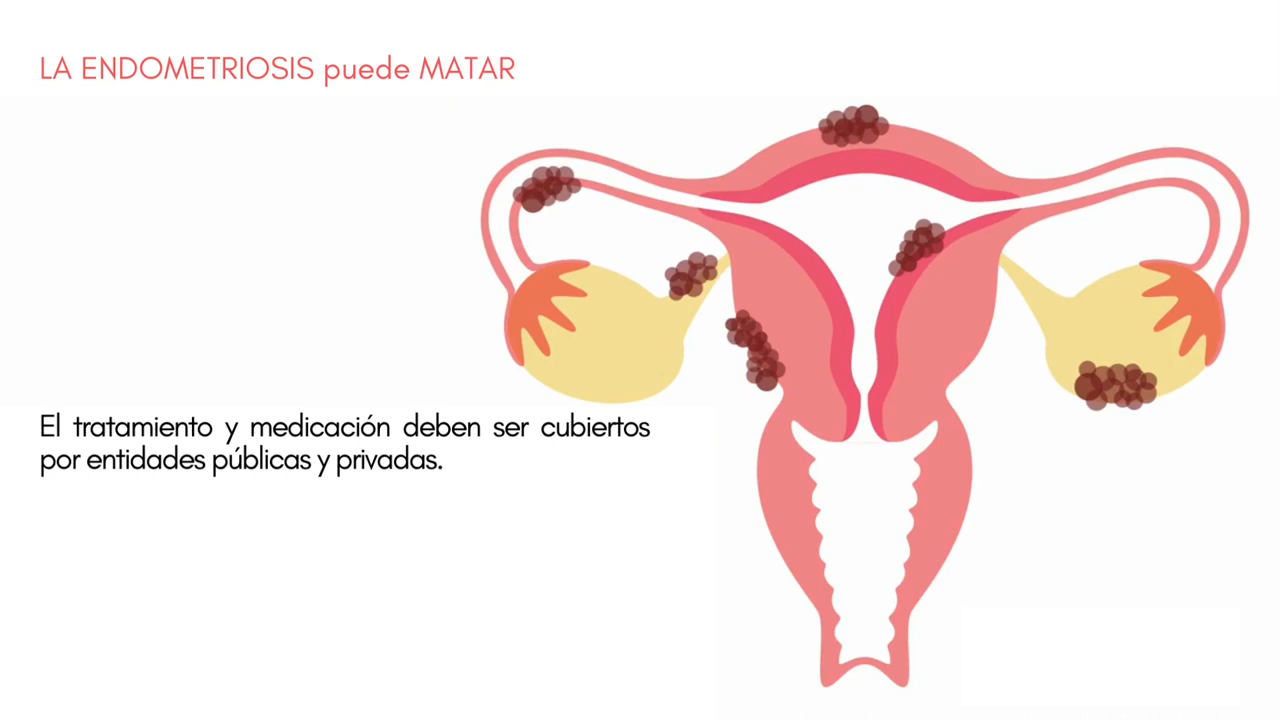 LA ENDOMETRIOSIS puede MATAR
El tratamiento y medicación deben ser cubiertos
por entidades públicas y privadas.